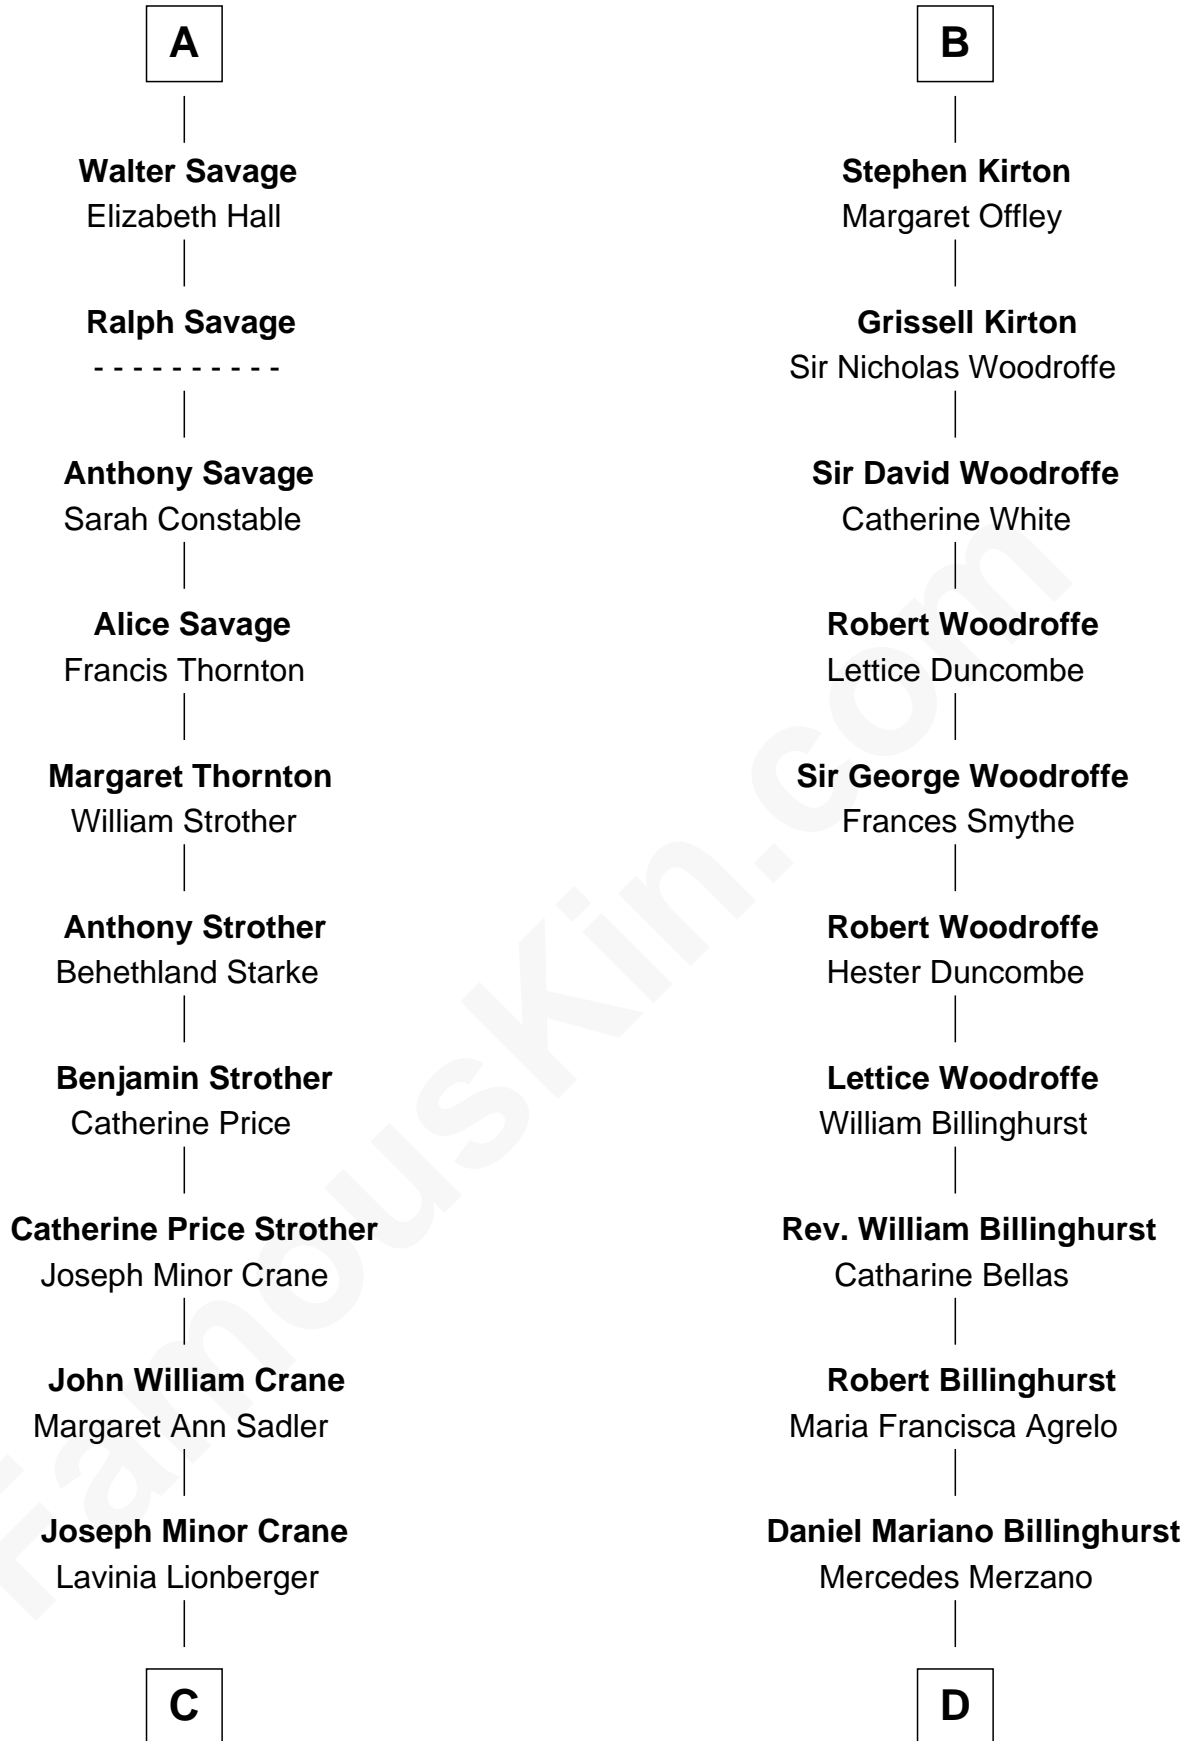 A
Walter Savage
Elizabeth Hall
Ralph Savage
- - - - - - - - - -
Anthony Savage
Sarah Constable
Alice Savage
Francis Thornton
Margaret Thornton
William Strother
Anthony Strother
Behethland Starke
Benjamin Strother
Catherine Price
Catherine Price Strother
Joseph Minor Crane
John William Crane
Margaret Ann Sadler
Joseph Minor Crane
Lavinia Lionberger
C
B
Stephen Kirton
Margaret Offley
Grissell Kirton
Sir Nicholas Woodroffe
Sir David Woodroffe
Catherine White
Robert Woodroffe
Lettice Duncombe
Sir George Woodroffe
Frances Smythe
Robert Woodroffe
Hester Duncombe
Lettice Woodroffe
William Billinghurst
Rev. William Billinghurst
Catharine Bellas
Robert Billinghurst
Maria Francisca Agrelo
Daniel Mariano Billinghurst
Mercedes Merzano
D
FamousKin.com